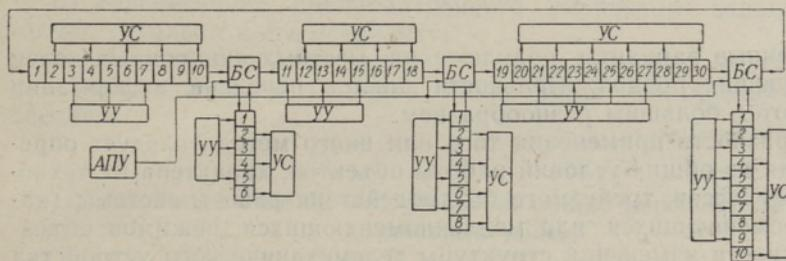 УС УС УС
1 2 3 4 5 6 7 8 9 10 БС 11 12 13 14 15 16 17 18 БС 19 20 21 22 23 24 25 26 27 28 29 30 БС
УУ УУ УУ
АПУ УУ 1 2 3 4 5 6 УС
УУ 1 2 3 4 5 6 7 8 УС
УУ 1 2 3 4 5 6 7 8 9 10 УС